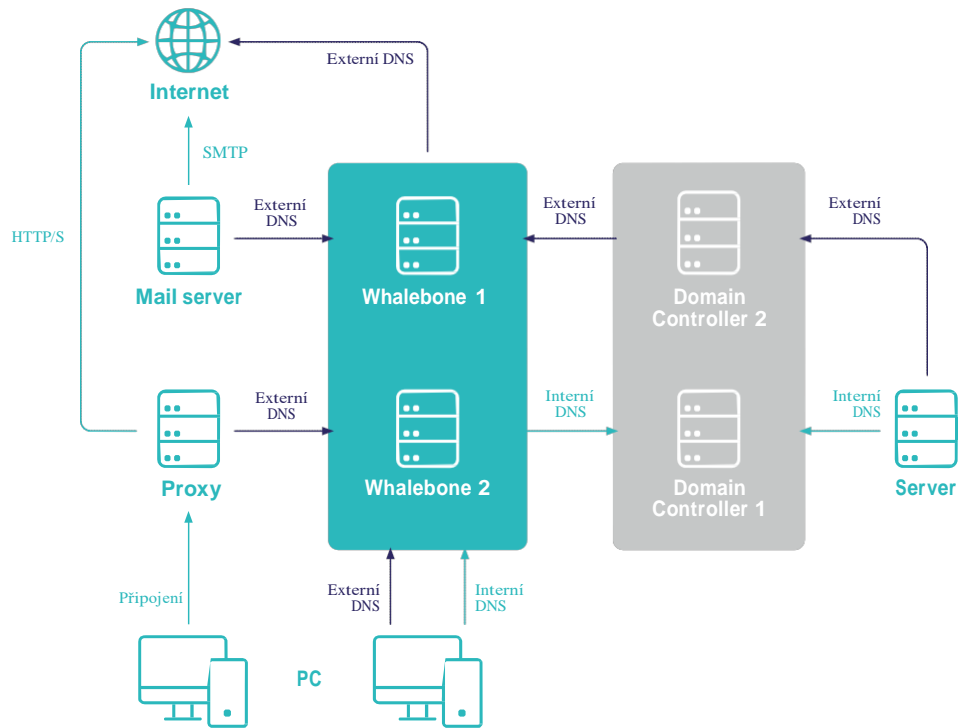 Externí DNS
Internet
SMTP
HTTP/S
Externí
DNS
Externí
DNS
Externí
DNS
Mail server
Whalebone 1
Domain
Controller 2
Externí
DNS
Interní
DNS
Interní
DNS
Proxy
Whalebone 2
Domain
Controller 1
Server
Připojení
Externí
DNS
Interní
DNS
PC